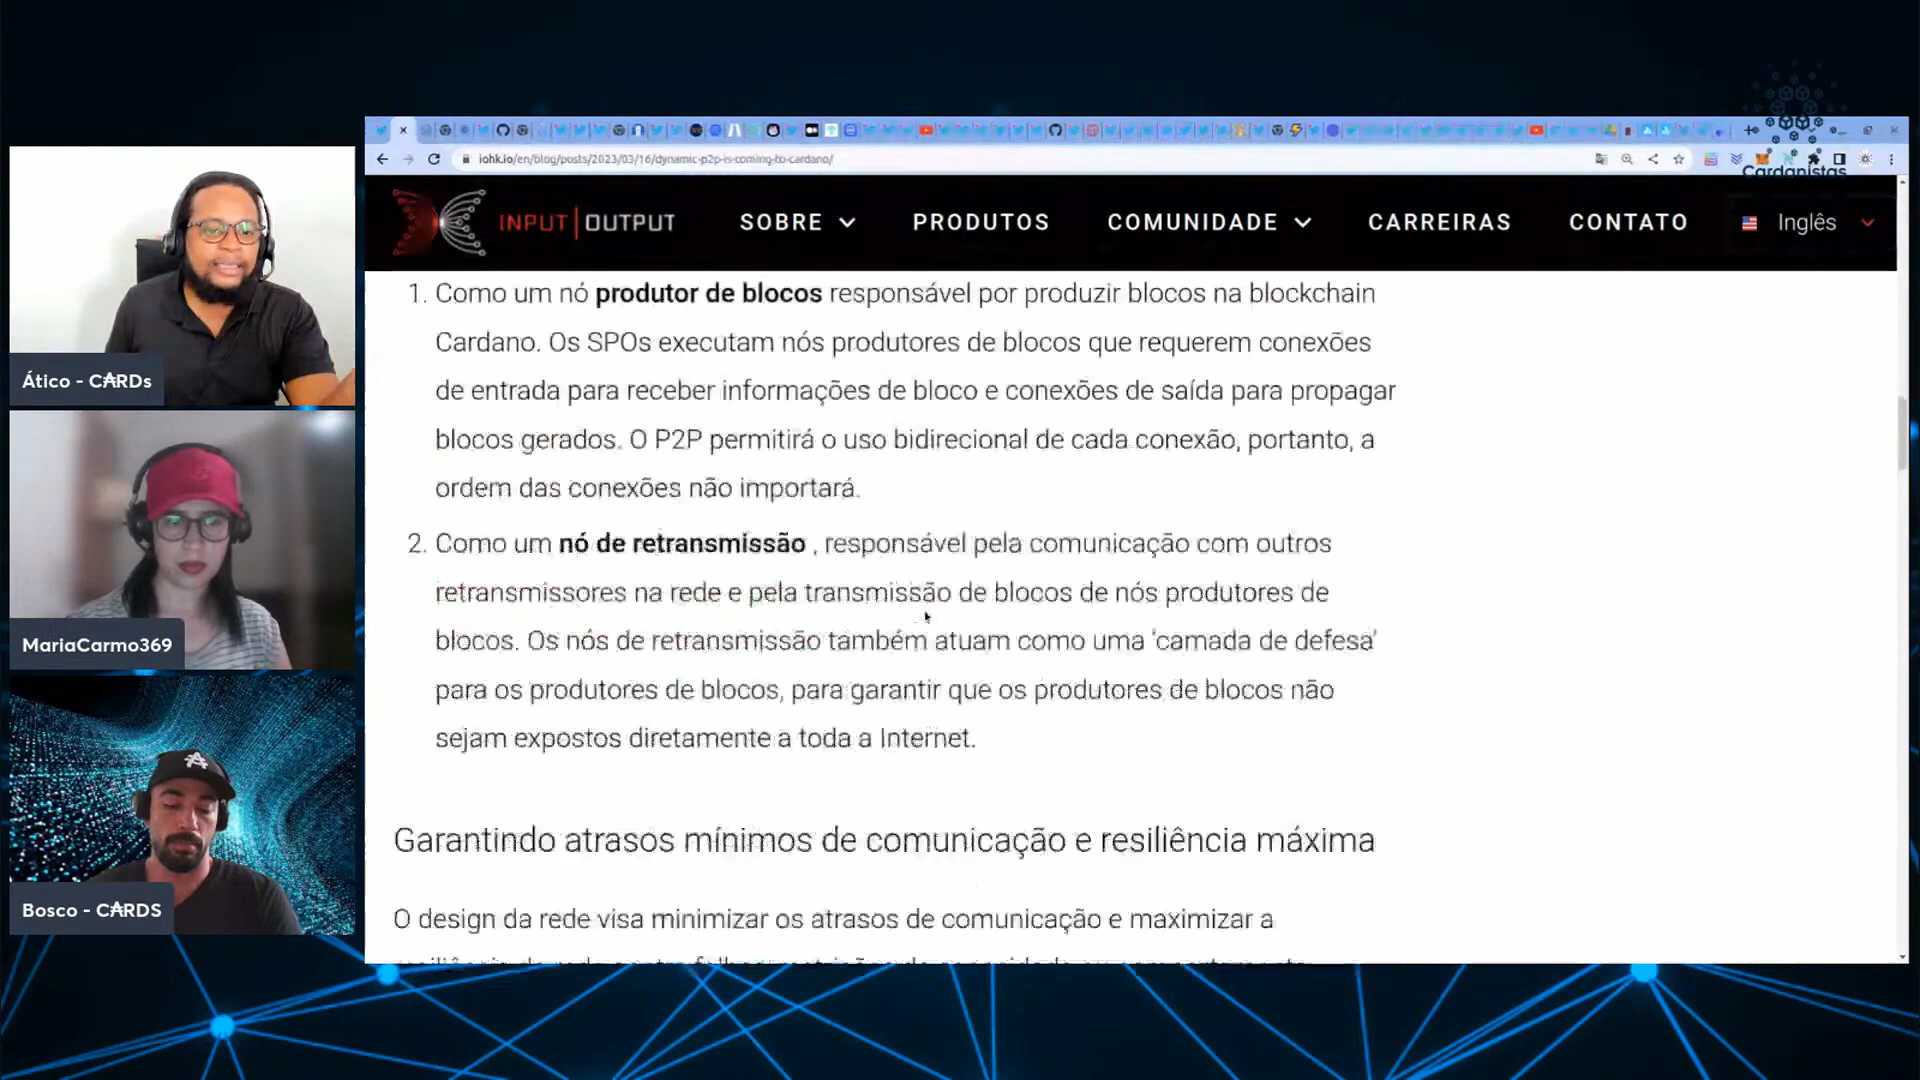 iohk.io/en/blog/posts/2023/03/16/dynamic-p2p-is-coming-to-cardano/
Cardanistas
INPUT | OUTPUT
SOBRE
PRODUTOS
COMUNIDADE
CARREIRAS
CONTATO
Inglês
1. Como um nó produtor de blocos responsável por produzir blocos na blockchain
Cardano. Os SPOs executam nós produtores de blocos que requerem conexões
de entrada para receber informações de bloco e conexões de saída para propagar
blocos gerados. O P2P permitirá o uso bidirecional de cada conexão, portanto, a
ordem das conexões não importará.
2. Como um nó de retransmissão , responsável pela comunicação com outros
retransmissores na rede e pela transmissão de blocos de nós produtores de
blocos. Os nós de retransmissão também atuam como uma 'camada de defesa'
para os produtores de blocos, para garantir que os produtores de blocos não
sejam expostos diretamente a toda a Internet.
Garantindo atrasos mínimos de comunicação e resiliência máxima
O design da rede visa minimizar os atrasos de comunicação e maximizar a
Ático - C₳RDs
MariaCarmo369
Bosco - C₳RDS